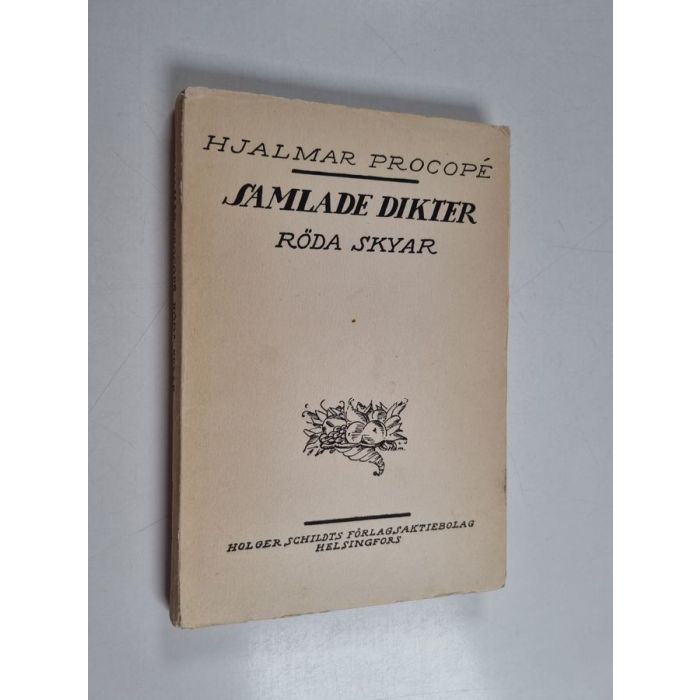 HJALMAR PROCOPÉ
SAMLADE DIKTER
RÖDA SKYAR
HOLGER SCHILDTS FÖRLAGSAKTIEBOLAG
HELSINGFORS